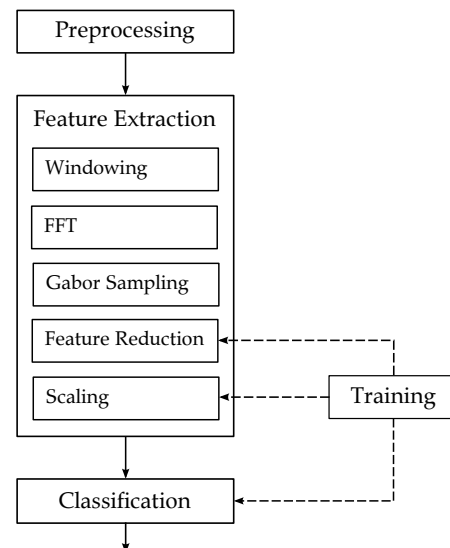 Preprocessing
Feature Extraction
Windowing
FFT
Gabor Sampling
Feature Reduction
Scaling
Training
Classification